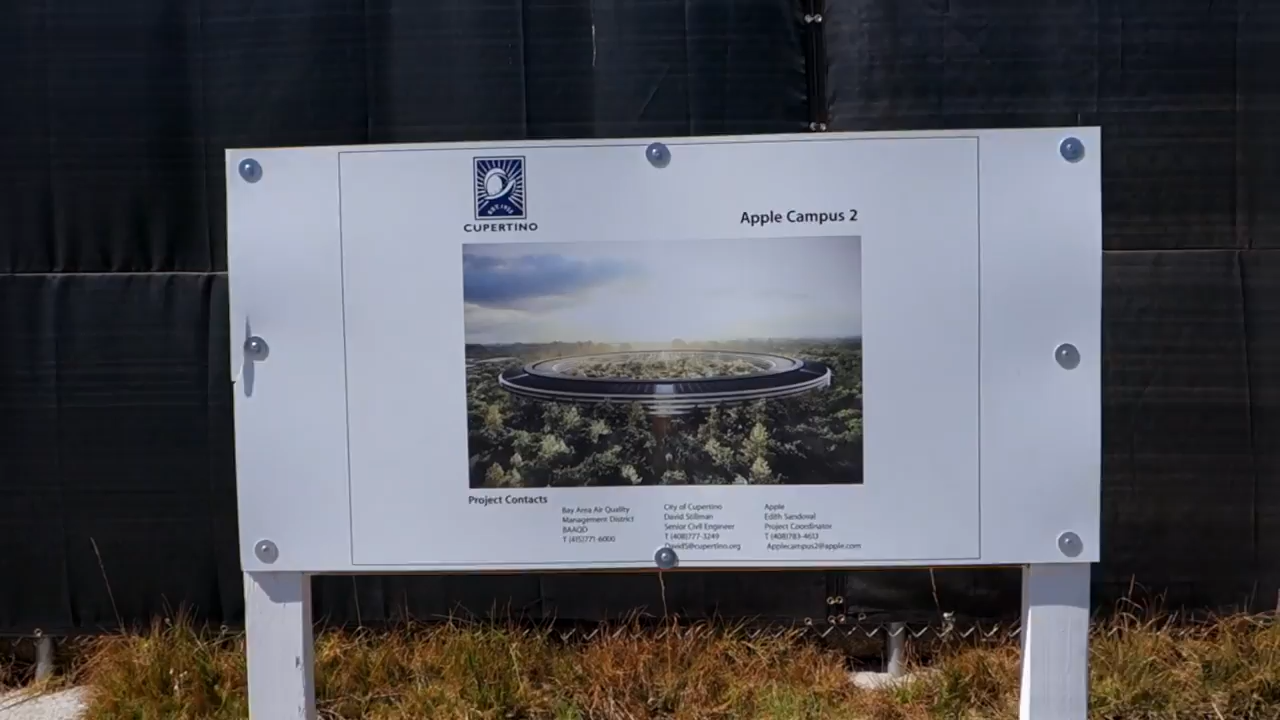 EST. 1955
CUPERTINO
Apple Campus 2
Project Contacts
Bay Area Air Quality
Management District
BAAQD
T (415)771-6000
City of Cupertino
David Stillman
Senior Civil Engineer
T (408)777-3249
DavidS@cupertino.org
Apple
Edith Sandoval
Project Coordinator
T (408)783-4613
Applecampus2@apple.com